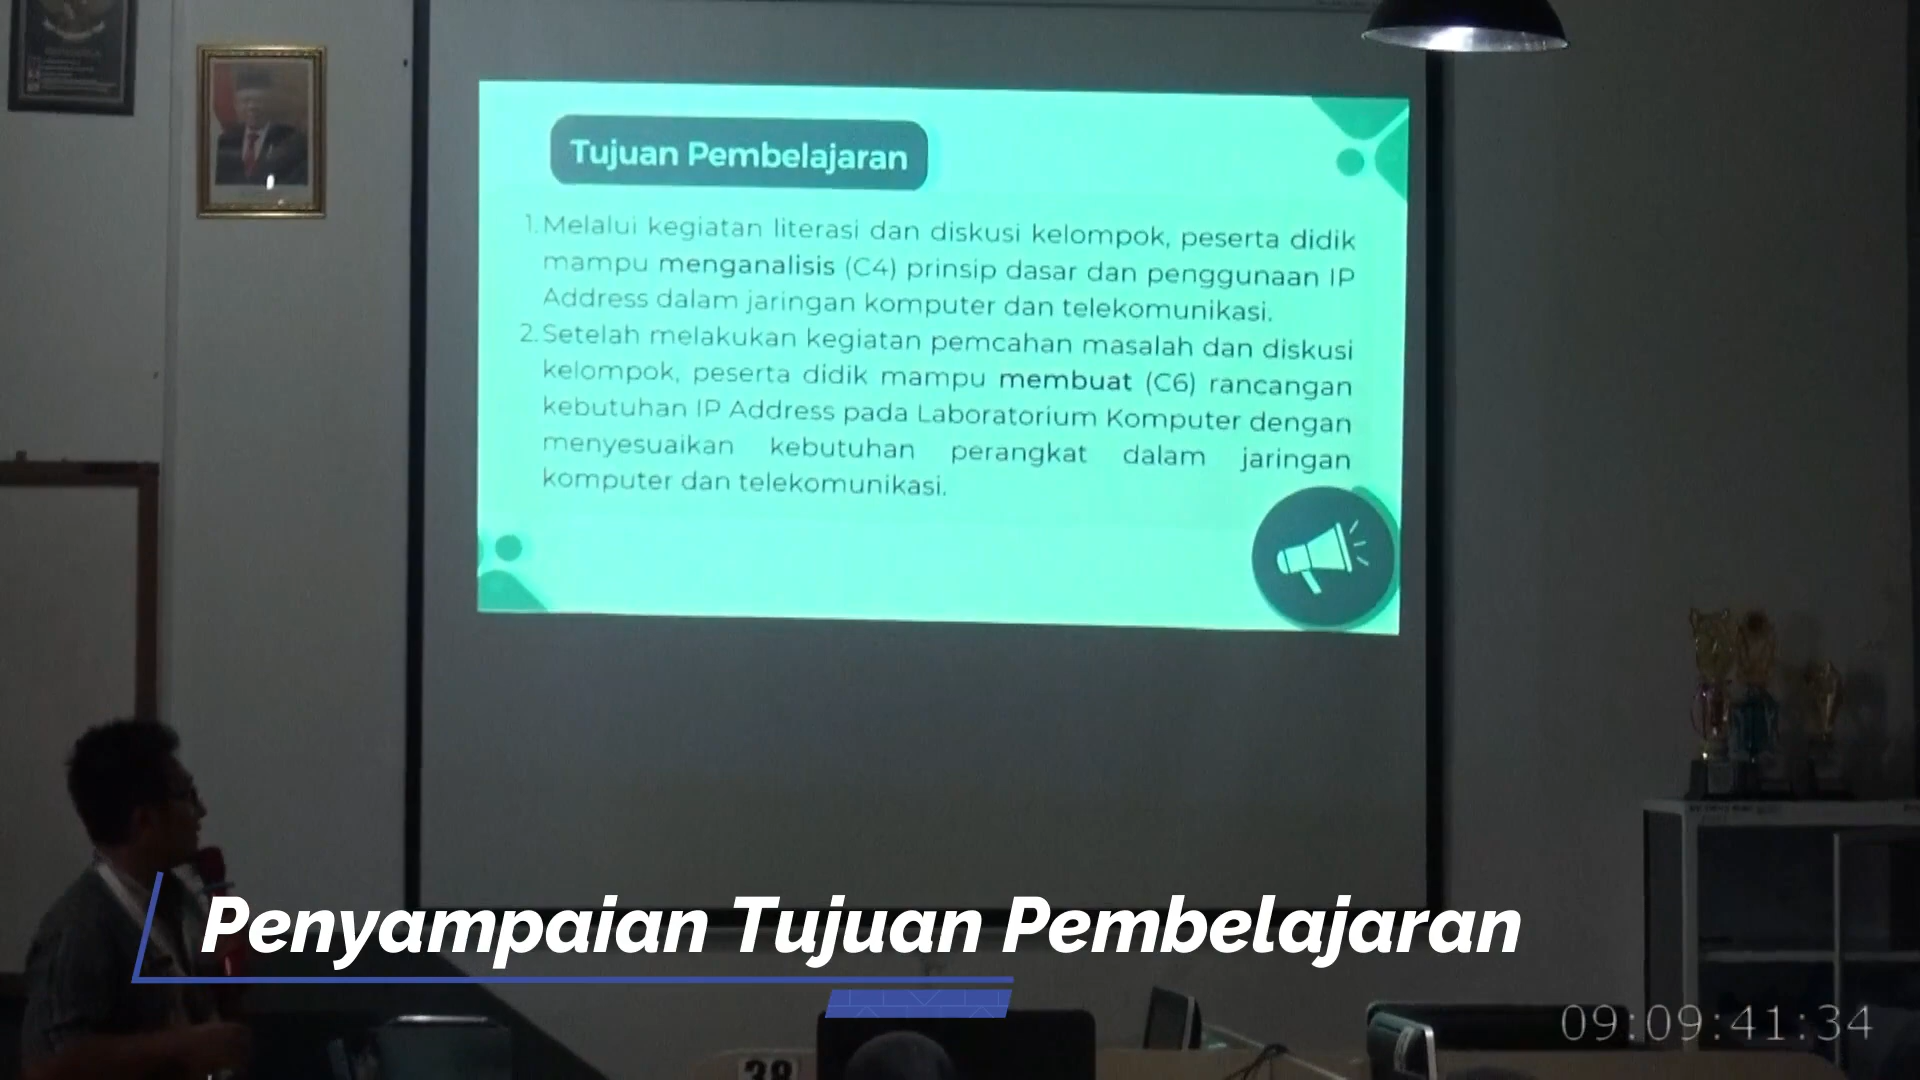 Tujuan Pembelajaran
1. Melalui kegiatan literasi dan diskusi kelompok, peserta didik
mampu menganalisis (C4) prinsip dasar dan penggunaan IP
Address dalam jaringan komputer dan telekomunikasi.
2. Setelah melakukan kegiatan pemcahan masalah dan diskusi
kelompok, peserta didik mampu membuat (C6) rancangan
kebutuhan IP Address pada Laboratorium Komputer dengan
menyesuaikan kebutuhan perangkat dalam jaringan
komputer dan telekomunikasi.
Penyampaian Tujuan Pembelajaran
09:09:41:34
38